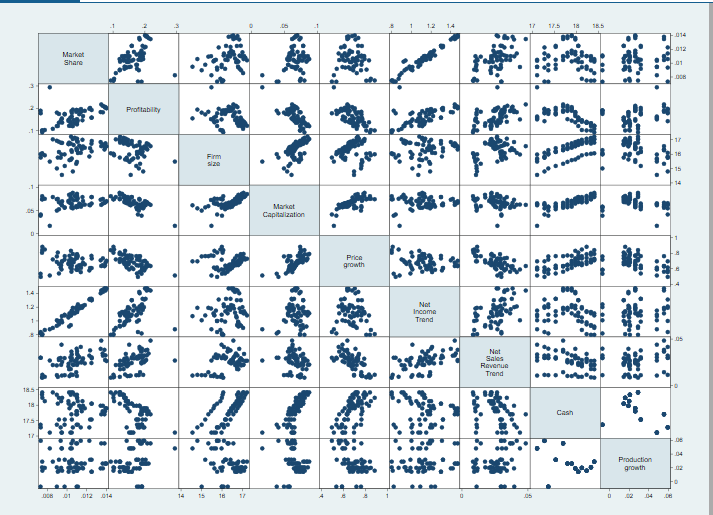 .1 .2 .3 0 .05 .1 .8 1 1.2 1.4 17 17.5 18 18.5
Market
Share
.014
.012
.01
.008
.3
.2
.1
Profitability
Firm
size
17
16
15
14
.1
.05
0
Market
Capitalization
Price
growth
1
.8
.6
.4
1.4
1.2
1
.8
Net
Income
Trend
Net
Sales
Revenue
Trend
.05
0
18.5
18
17.5
17
Cash
Production
growth
.06
.04
.02
0
.008 .01 .012 .014 14 15 16 17 .4 .6 .8 1 0 .05 0 .02 .04 .06